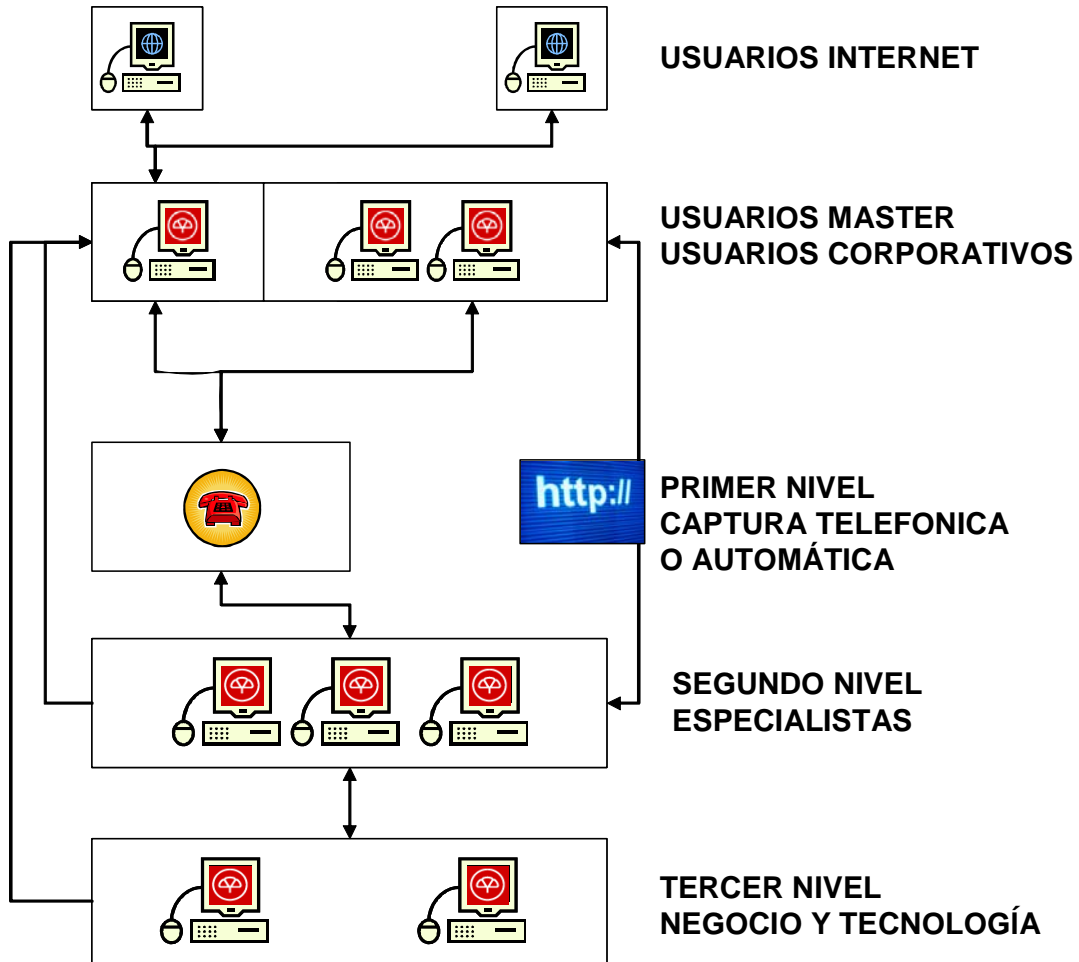 USUARIOS INTERNET
USUARIOS MASTER
USUARIOS CORPORATIVOS
http://
PRIMER NIVEL
CAPTURA TELEFONICA
O AUTOMÁTICA
SEGUNDO NIVEL
ESPECIALISTAS
TERCER NIVEL
NEGOCIO Y TECNOLOGÍA